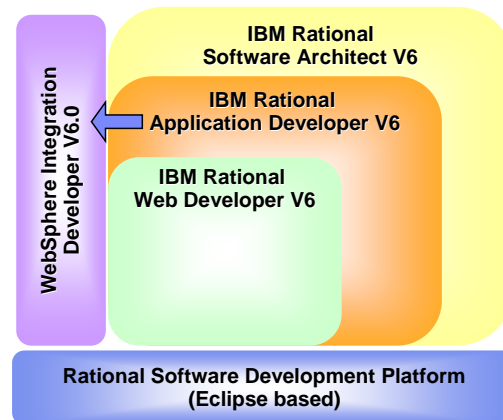 IBM Rational
Software Architect V6
IBM Rational
Application Developer V6
IBM Rational
Web Developer V6
WebSphere Integration
Developer V6.0
Rational Software Development Platform
(Eclipse based)